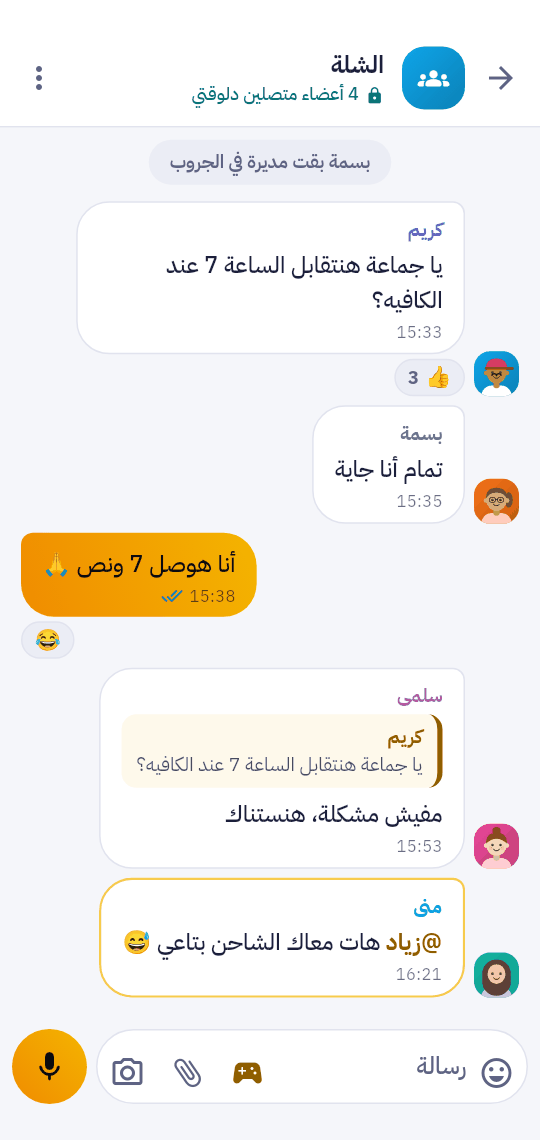 الشلة
4 أعضاء متصلين دلوقتي
بسمة بقت مديرة في الجروب
كريم
يا جماعة هنتقابل الساعة 7 عند
الكافيه؟
15:33
👍 3
بسمة
تمام أنا جاية
15:35
أنا هوصل 7 ونص 🙏
15:38
😂
سلمى
كريم
يا جماعة هنتقابل الساعة 7 عند الكافيه؟
مفيش مشكلة، هنستناك
15:53
منى
@زياد هات معاك الشاحن بتاعي 😅
16:21
رسالة